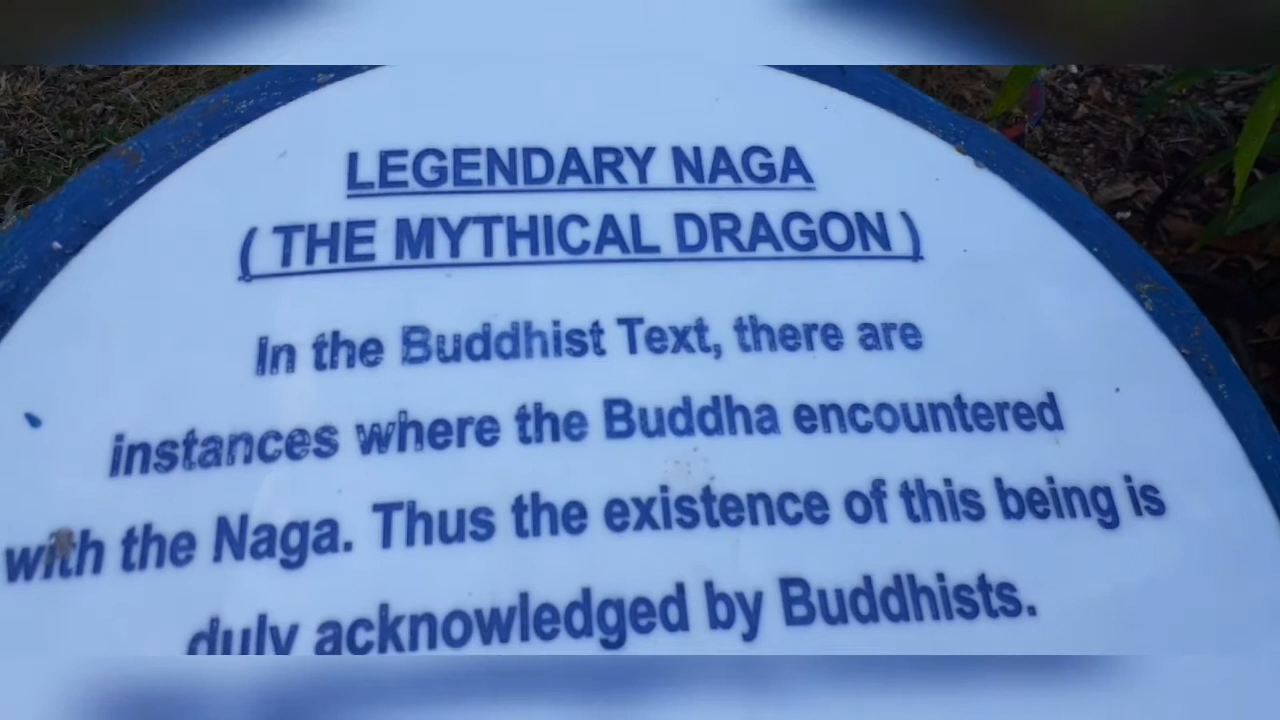 LEGENDARY NAGA
( THE MYTHICAL DRAGON )
In the Buddhist Text, there are
instances where the Buddha encountered
with the Naga. Thus the existence of this being is
duly acknowledged by Buddhists.